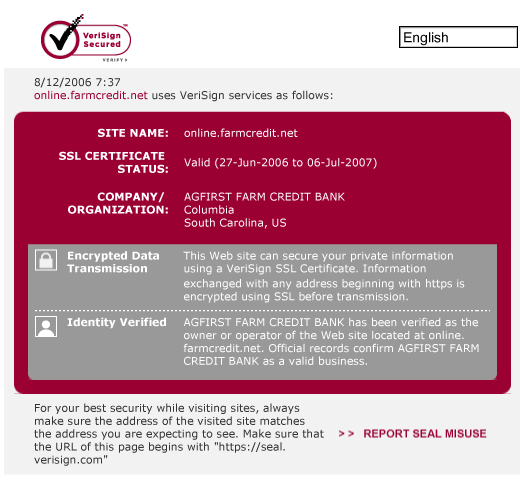 VeriSign
Secured
VERIFY>
English
8/12/2006 7:37
online.farmcredit.net uses VeriSign services as follows:
SITE NAME: online.farmcredit.net
SSL CERTIFICATE
STATUS: Valid (27-Jun-2006 to 06-Jul-2007)
COMPANY/ AGFIRST FARM CREDIT BANK
ORGANIZATION: Columbia
South Carolina, US
Encrypted Data This Web site can secure your private information
Transmission using a VeriSign SSL Certificate. Information
exchanged with any address beginning with https is
encrypted using SSL before transmission.
Identity Verified AGFIRST FARM CREDIT BANK has been verified as the
owner or operator of the Web site located at online.
farmcredit.net. Official records confirm AGFIRST FARM
CREDIT BANK as a valid business.
For your best security while visiting sites, always
make sure the address of the visited site matches
the address you are expecting to see. Make sure that
the URL of this page begins with "https://seal.
verisign.com"
>> REPORT SEAL MISUSE